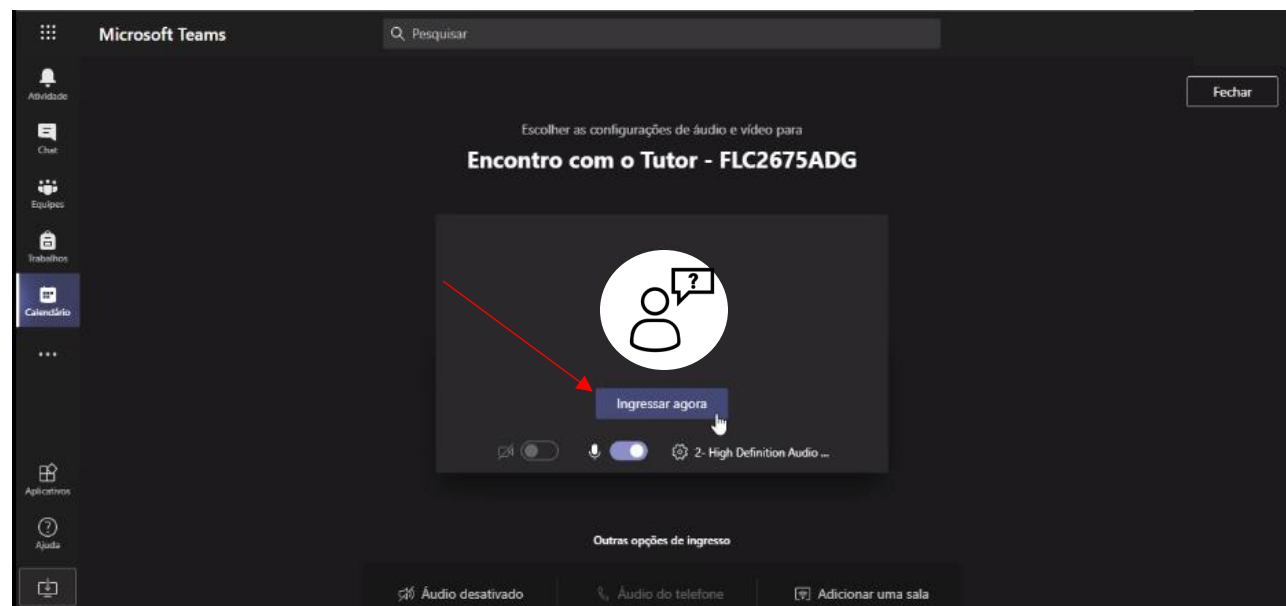 Microsoft Teams
Pesquisar
Atividade
Fechar
Chat
Escolher as configurações de áudio e vídeo para
Encontro com o Tutor - FLC2675ADG
Equipes
Trabalhos
Calendário
?
Ingressar agora
2- High Definition Audio ...
Aplicativos
?
Ajuda
Outras opções de ingresso
Áudio desativado
Áudio do telefone
Adicionar uma sala